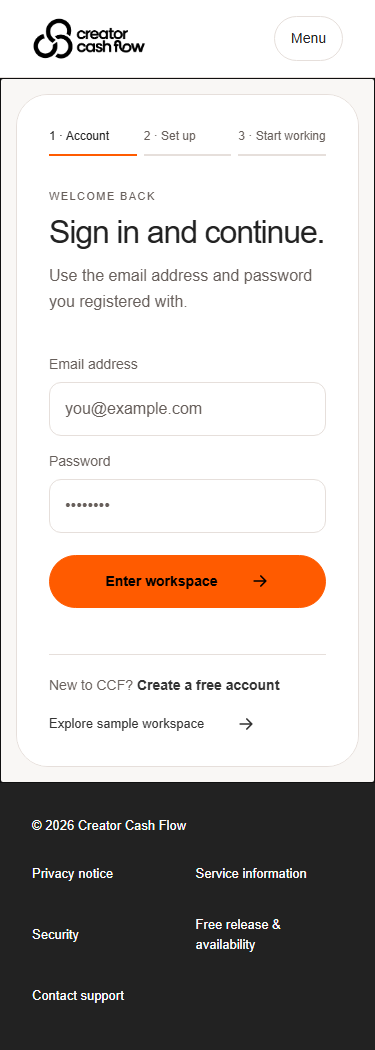 creator
cash flow
Menu
1 · Account
2 · Set up
3 · Start working
WELCOME BACK
Sign in and continue.
Use the email address and password
you registered with.
Email address
you@example.com
Password
••••••••
Enter workspace →
New to CCF? Create a free account
Explore sample workspace →
© 2026 Creator Cash Flow
Privacy notice
Service information
Security
Free release &
availability
Contact support